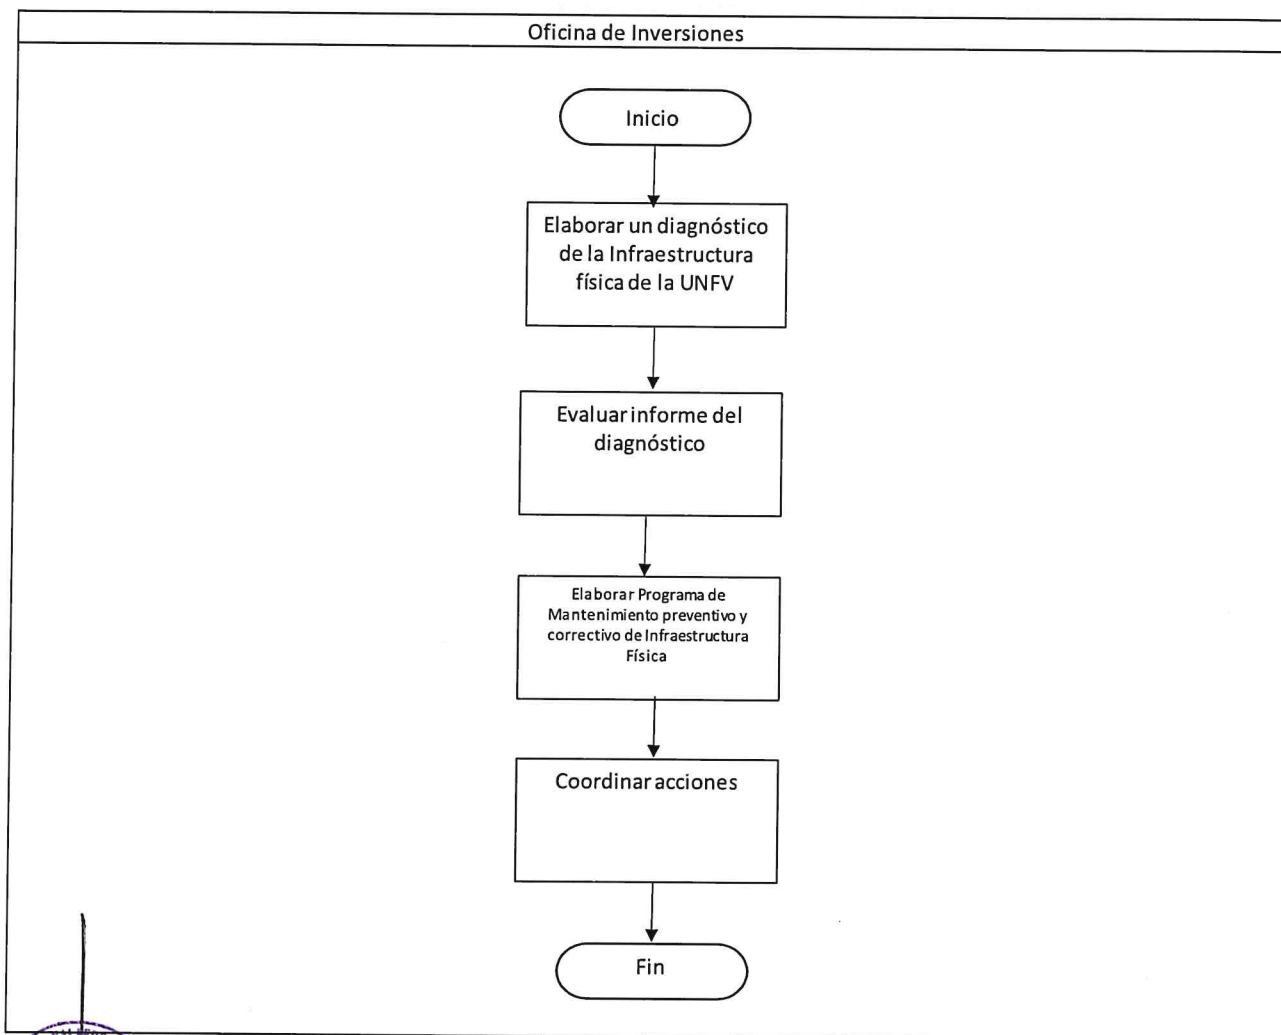 Oficina de Inversiones
Inicio
Elaborar un diagnóstico
de la Infraestructura
física de la UNFV
Evaluar informe del
diagnóstico
Elaborar Programa de
Mantenimiento preventivo y
correctivo de Infraestructura
Física
Coordinar acciones
Fin